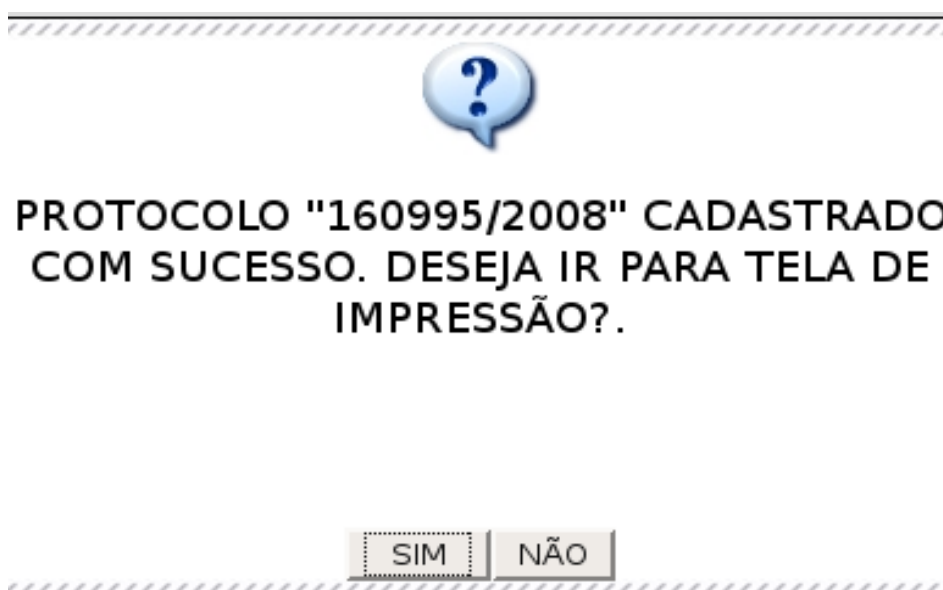 ?
PROTOCOLO "160995/2008" CADASTRADO
COM SUCESSO. DESEJA IR PARA TELA DE
IMPRESSÃO?.
SIM NÃO